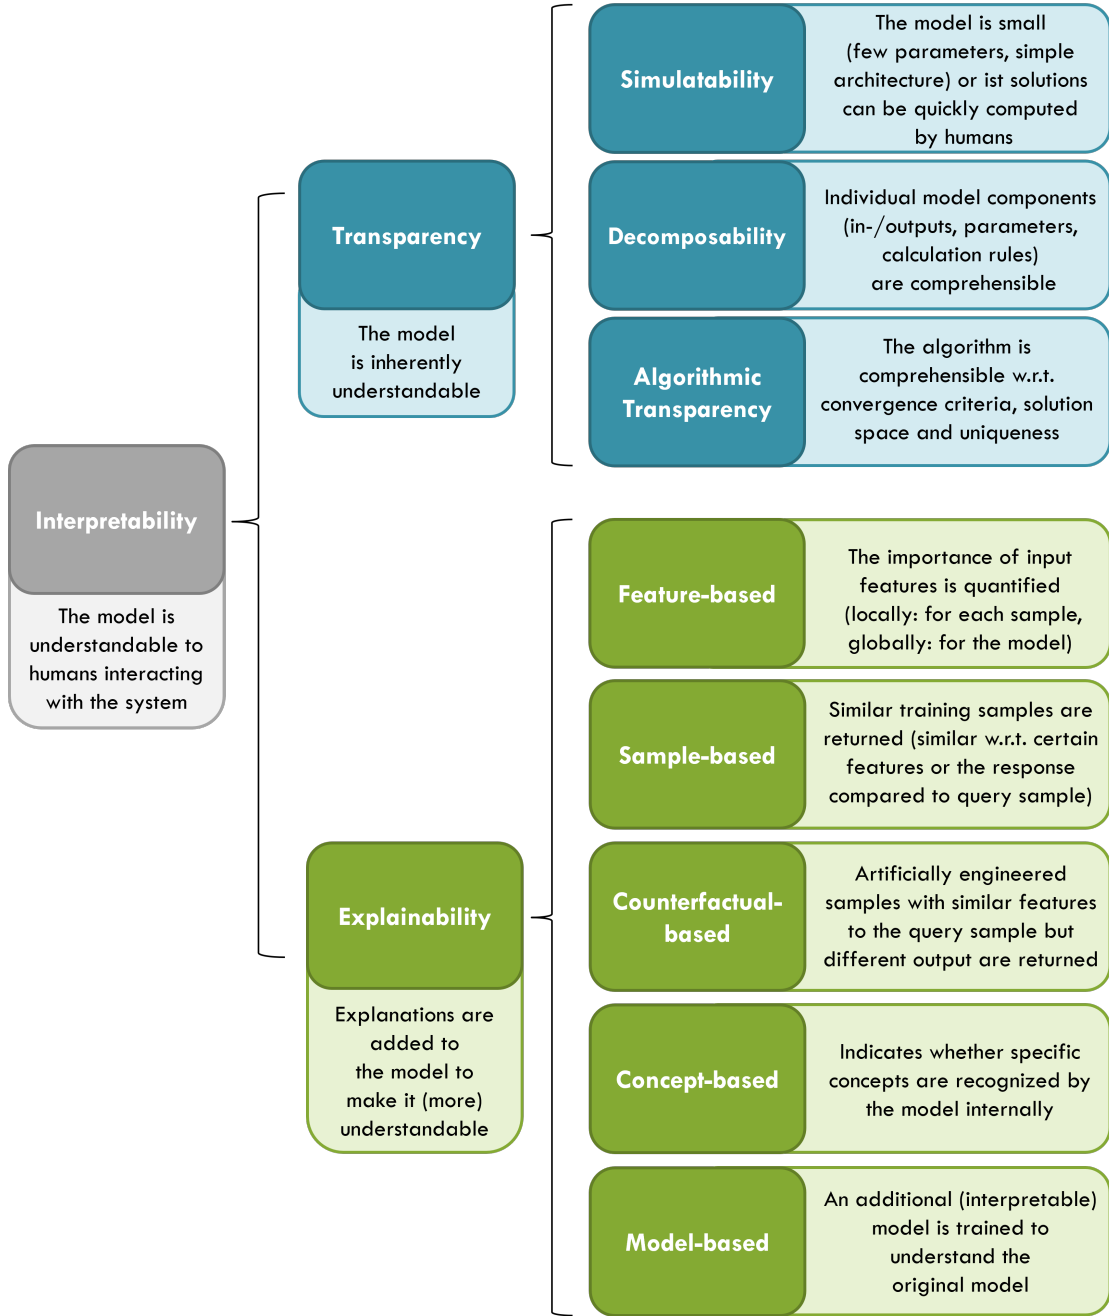 Interpretability
The model is
understandable to
humans interacting
with the system
Transparency
The model
is inherently
understandable
Simulatability
The model is small
(few parameters, simple
architecture) or ist solutions
can be quickly computed
by humans
Decomposability
Individual model components
(in-/outputs, parameters,
calculation rules)
are comprehensible
Algorithmic
Transparency
The algorithm is
comprehensible w.r.t.
convergence criteria, solution
space and uniqueness
Explainability
Explanations are
added to
the model to
make it (more)
understandable
Feature-based
The importance of input
features is quantified
(locally: for each sample,
globally: for the model)
Sample-based
Similar training samples are
returned (similar w.r.t. certain
features or the response
compared to query sample)
Counterfactual-
based
Artificially engineered
samples with similar features
to the query sample but
different output are returned
Concept-based
Indicates whether specific
concepts are recognized by
the model internally
Model-based
An additional (interpretable)
model is trained to
understand the
original model